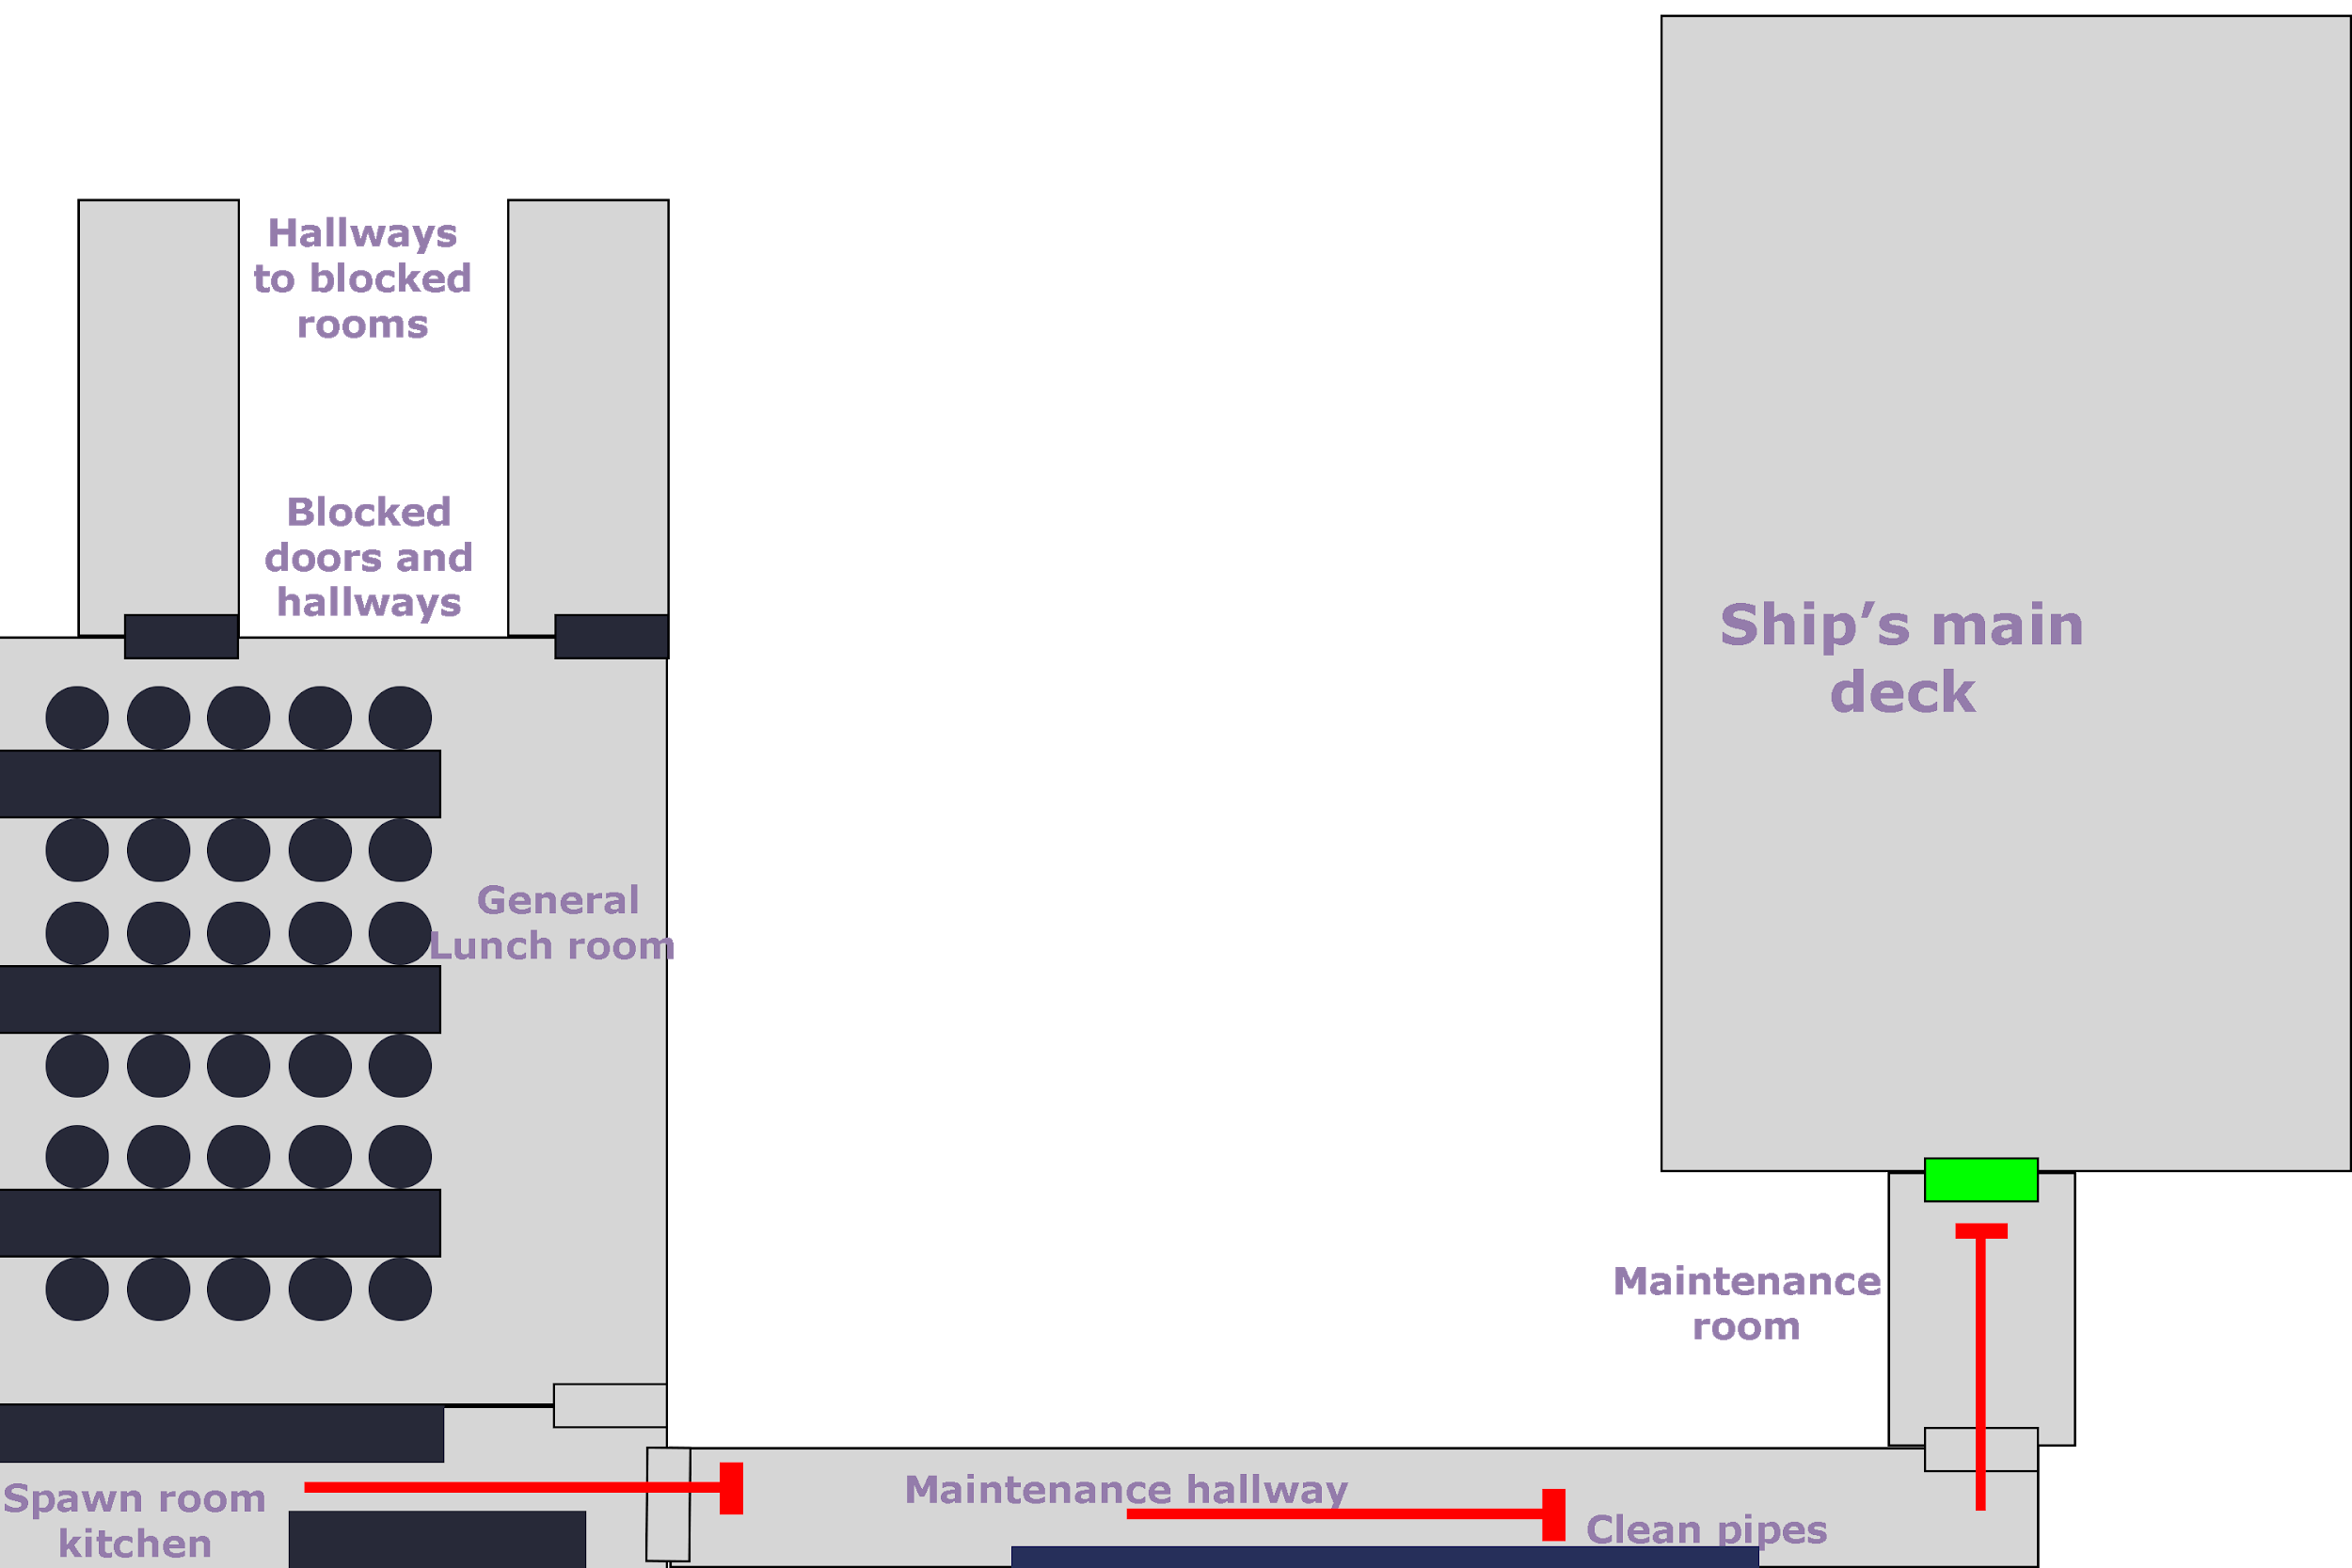 Hallways
to blocked
rooms
Blocked
doors and
hallways
Ship’s main
deck
General
Lunch room
Maintenance
room
Maintenance hallway
Spawn room
kitchen
Clean pipes